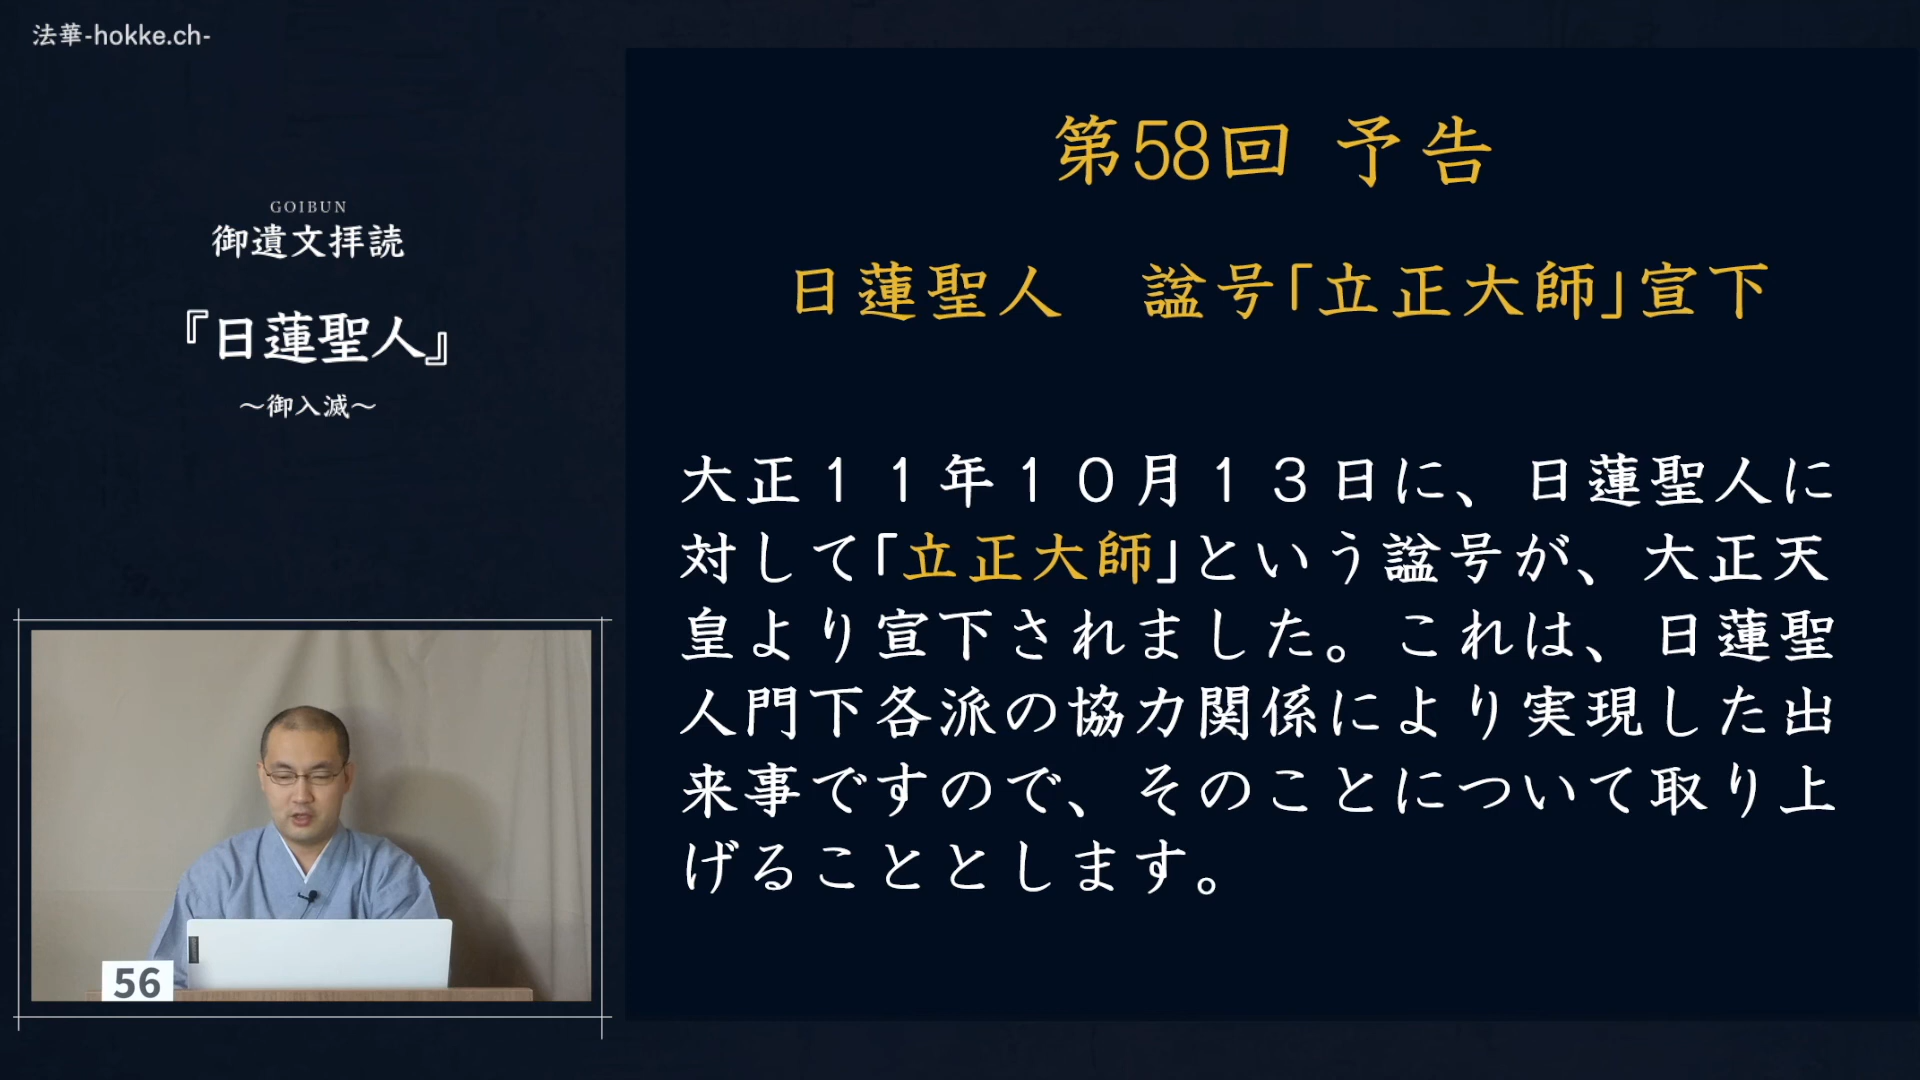 法華-hokke.ch-
GOIBUN
御遺文拝読
『日蓮聖人』
〜御入滅〜
56
第58回 予告
日蓮聖人　諡号「立正大師」宣下
大正１１年１０月１３日に、日蓮聖人に
対して「立正大師」という諡号が、大正天
皇より宣下されました。これは、日蓮聖
人門下各派の協力関係により実現した出
来事ですので、そのことについて取り上
げることとします。